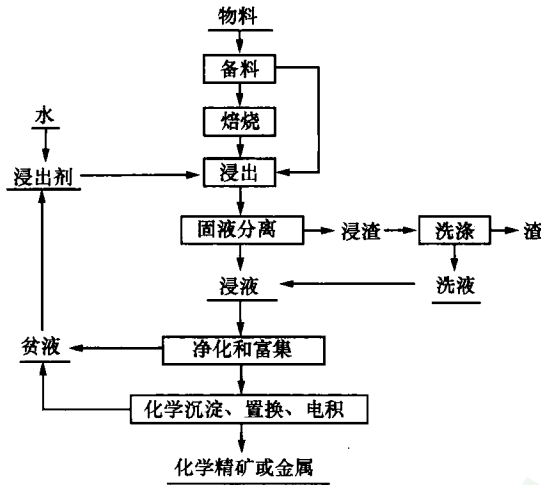 物料
备料
水
焙烧
浸出剂
浸出
固液分离
浸渣
洗涤
渣
浸液
洗液
贫液
净化和富集
化学沉淀、置换、电积
化学精矿或金属